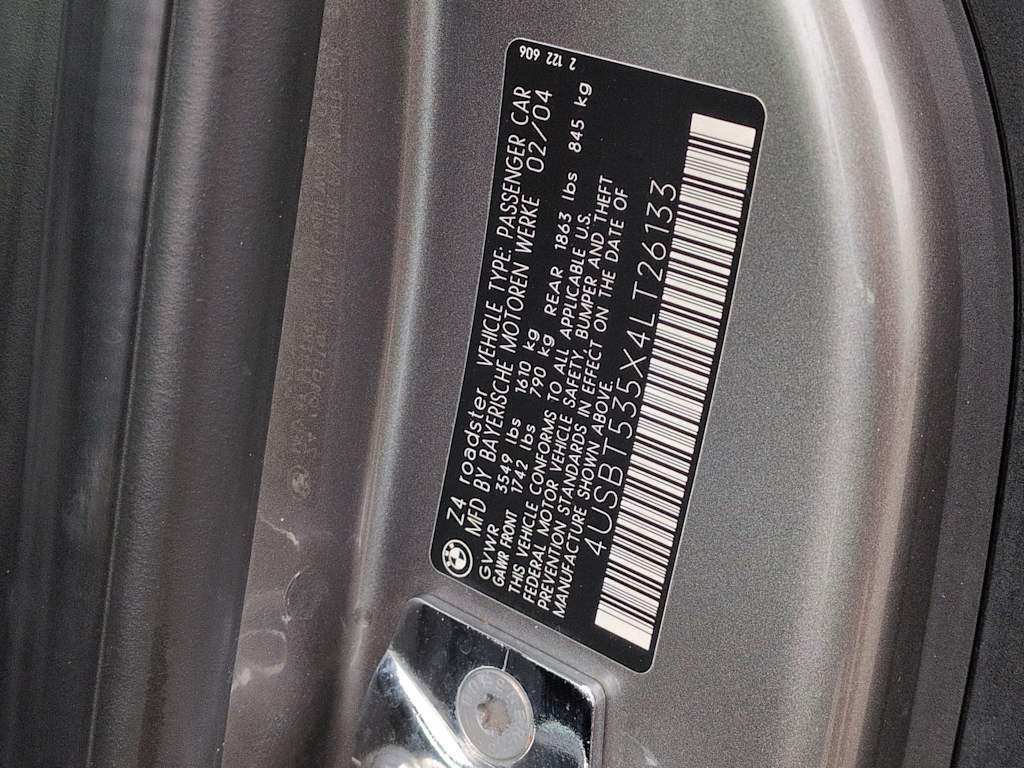 2 122 606
Z4 roadster VEHICLE TYPE: PASSENGER CAR
MFD BY BAYERISCHE MOTOREN WERKE 02/04
GVWR 3549 lbs 1610 kg
GAWR FRONT 1742 lbs 790 kg REAR 1863 lbs 845 kg
THIS VEHICLE CONFORMS TO ALL APPLICABLE U.S.
FEDERAL MOTOR VEHICLE SAFETY, BUMPER AND THEFT
PREVENTION STANDARDS IN EFFECT ON THE DATE OF
MANUFACTURE SHOWN ABOVE.
4USBT535X4LT26133